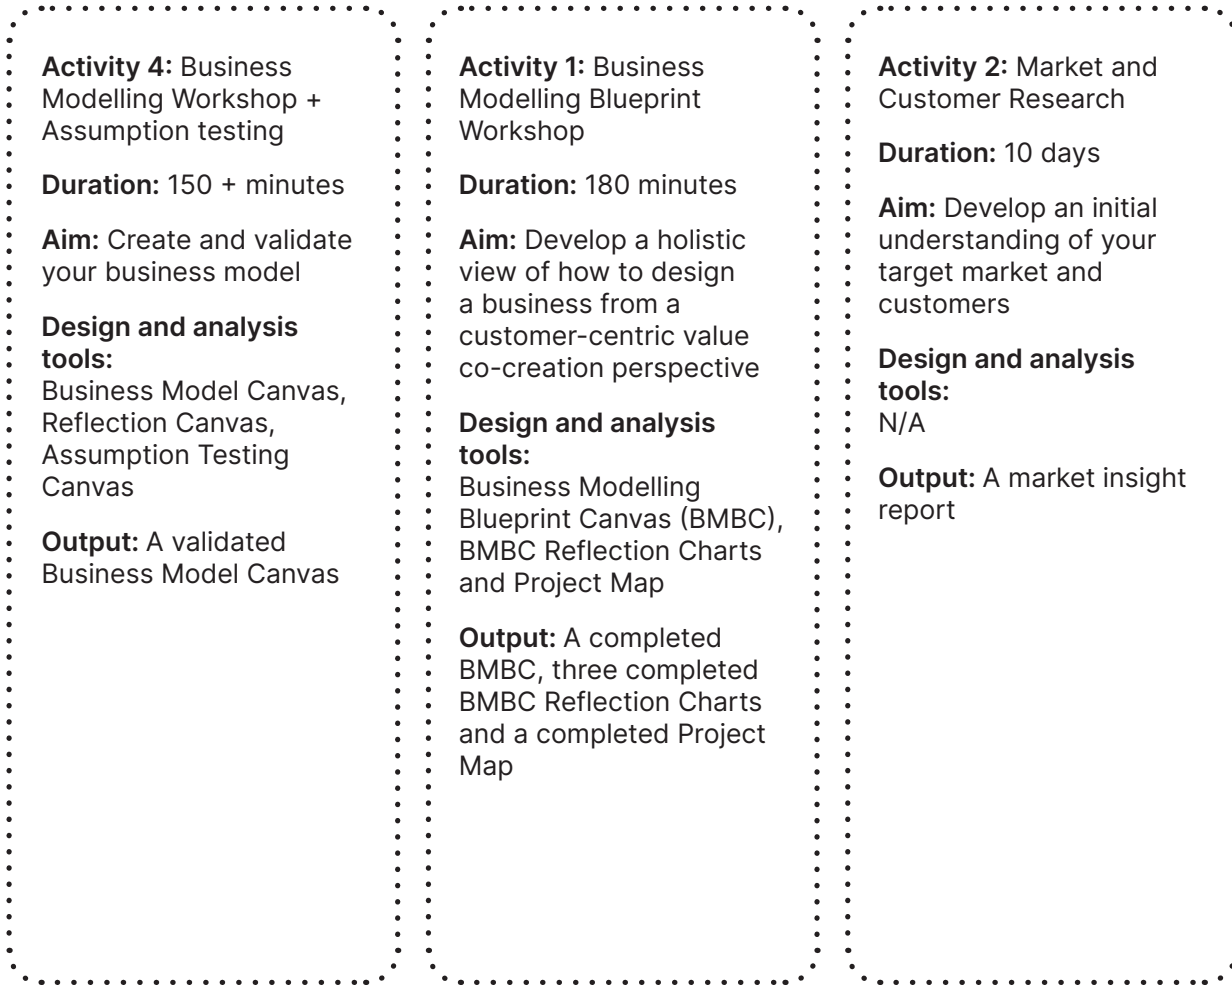 Activity 4: Business
Modelling Workshop +
Assumption testing
Duration: 150 + minutes
Aim: Create and validate
your business model
Design and analysis
tools:
Business Model Canvas,
Reflection Canvas,
Assumption Testing
Canvas
Output: A validated
Business Model Canvas
Activity 1: Business
Modelling Blueprint
Workshop
Duration: 180 minutes
Aim: Develop a holistic
view of how to design
a business from a
customer-centric value
co-creation perspective
Design and analysis
tools:
Business Modelling
Blueprint Canvas (BMBC),
BMBC Reflection Charts
and Project Map
Output: A completed
BMBC, three completed
BMBC Reflection Charts
and a completed Project
Map
Activity 2: Market and
Customer Research
Duration: 10 days
Aim: Develop an initial
understanding of your
target market and
customers
Design and analysis
tools:
N/A
Output: A market insight
report